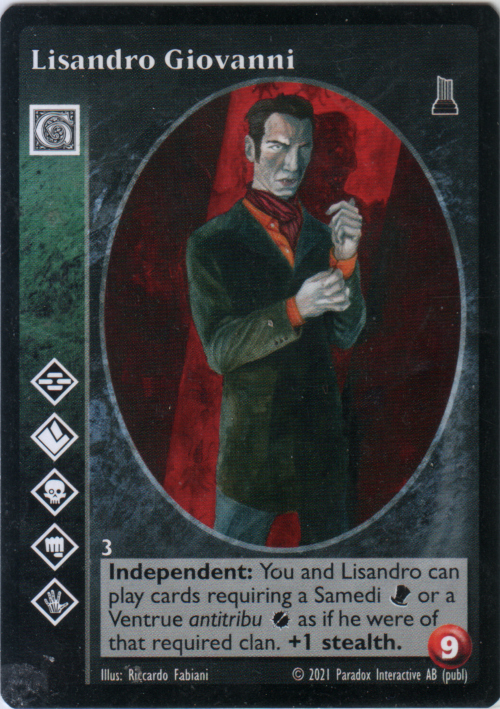 Lisandro Giovanni
G
3
Independent: You and Lisandro can
play cards requiring a Samedi or a
Ventrue antitribu as if he were of
that required clan. +1 stealth.
9
Illus: Riccardo Fabiani © 2021 Paradox Interactive AB (publ)